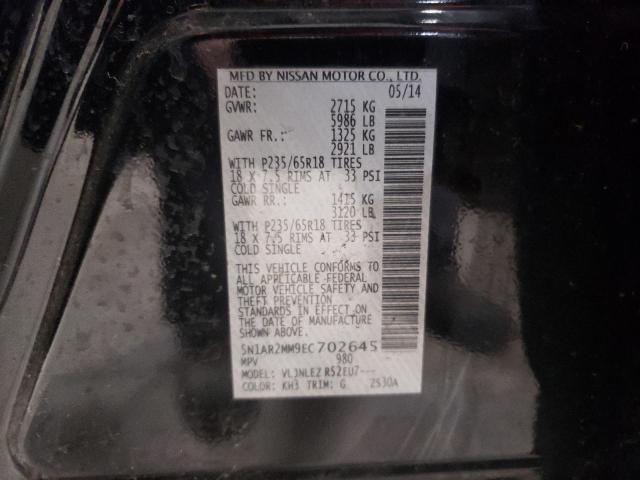 MFD BY NISSAN MOTOR CO., LTD.
DATE: 05/14
GVWR: 2715 KG
5986 LB
GAWR FR.: 1325 KG
2921 LB
WITH P235/65R18 TIRES
18 X 7.5 RIMS AT 33 PSI
COLD SINGLE
GAWR RR.: 1415 KG
3120 LB
WITH P235/65R18 TIRES
18 X 7.5 RIMS AT 33 PSI
COLD SINGLE
THIS VEHICLE CONFORMS TO
ALL APPLICABLE FEDERAL
MOTOR VEHICLE SAFETY AND
THEFT PREVENTION
STANDARDS IN EFFECT ON
THE DATE OF MANUFACTURE
SHOWN ABOVE.
5N1AR2MM9EC702645
MPV 980
MODEL: VL3NLEZ R52EU7---
COLOR: KH3 TRIM: G 2S30A